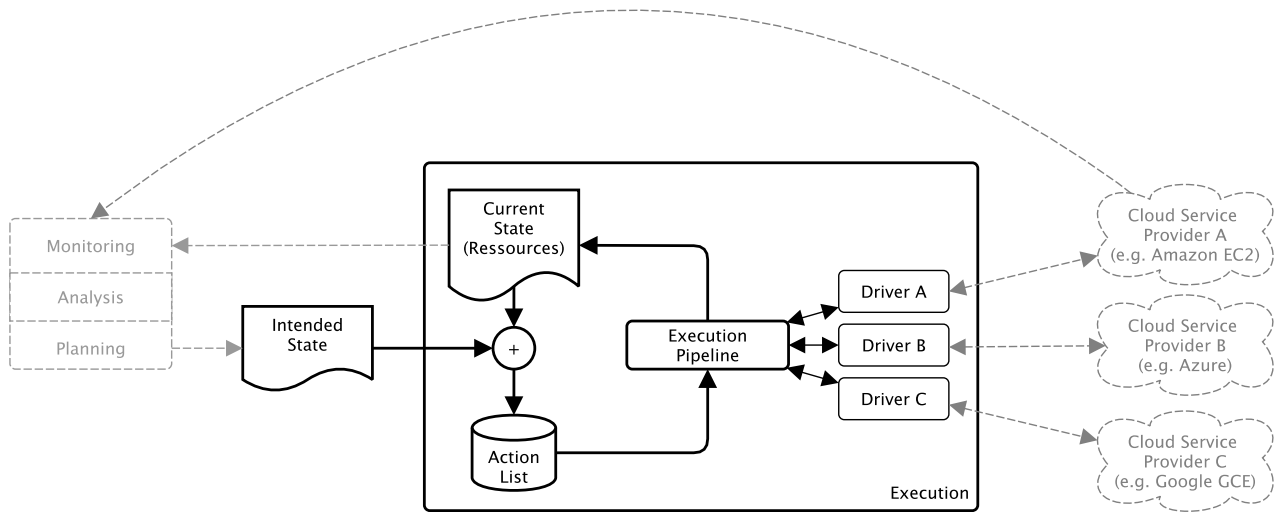 Monitoring
Analysis
Planning
Intended
State
Current
State
(Ressources)
+
Action
List
Execution
Pipeline
Driver A
Driver B
Driver C
Execution
Cloud Service
Provider A
(e.g. Amazon EC2)
Cloud Service
Provider B
(e.g. Azure)
Cloud Service
Provider C
(e.g. Google GCE)